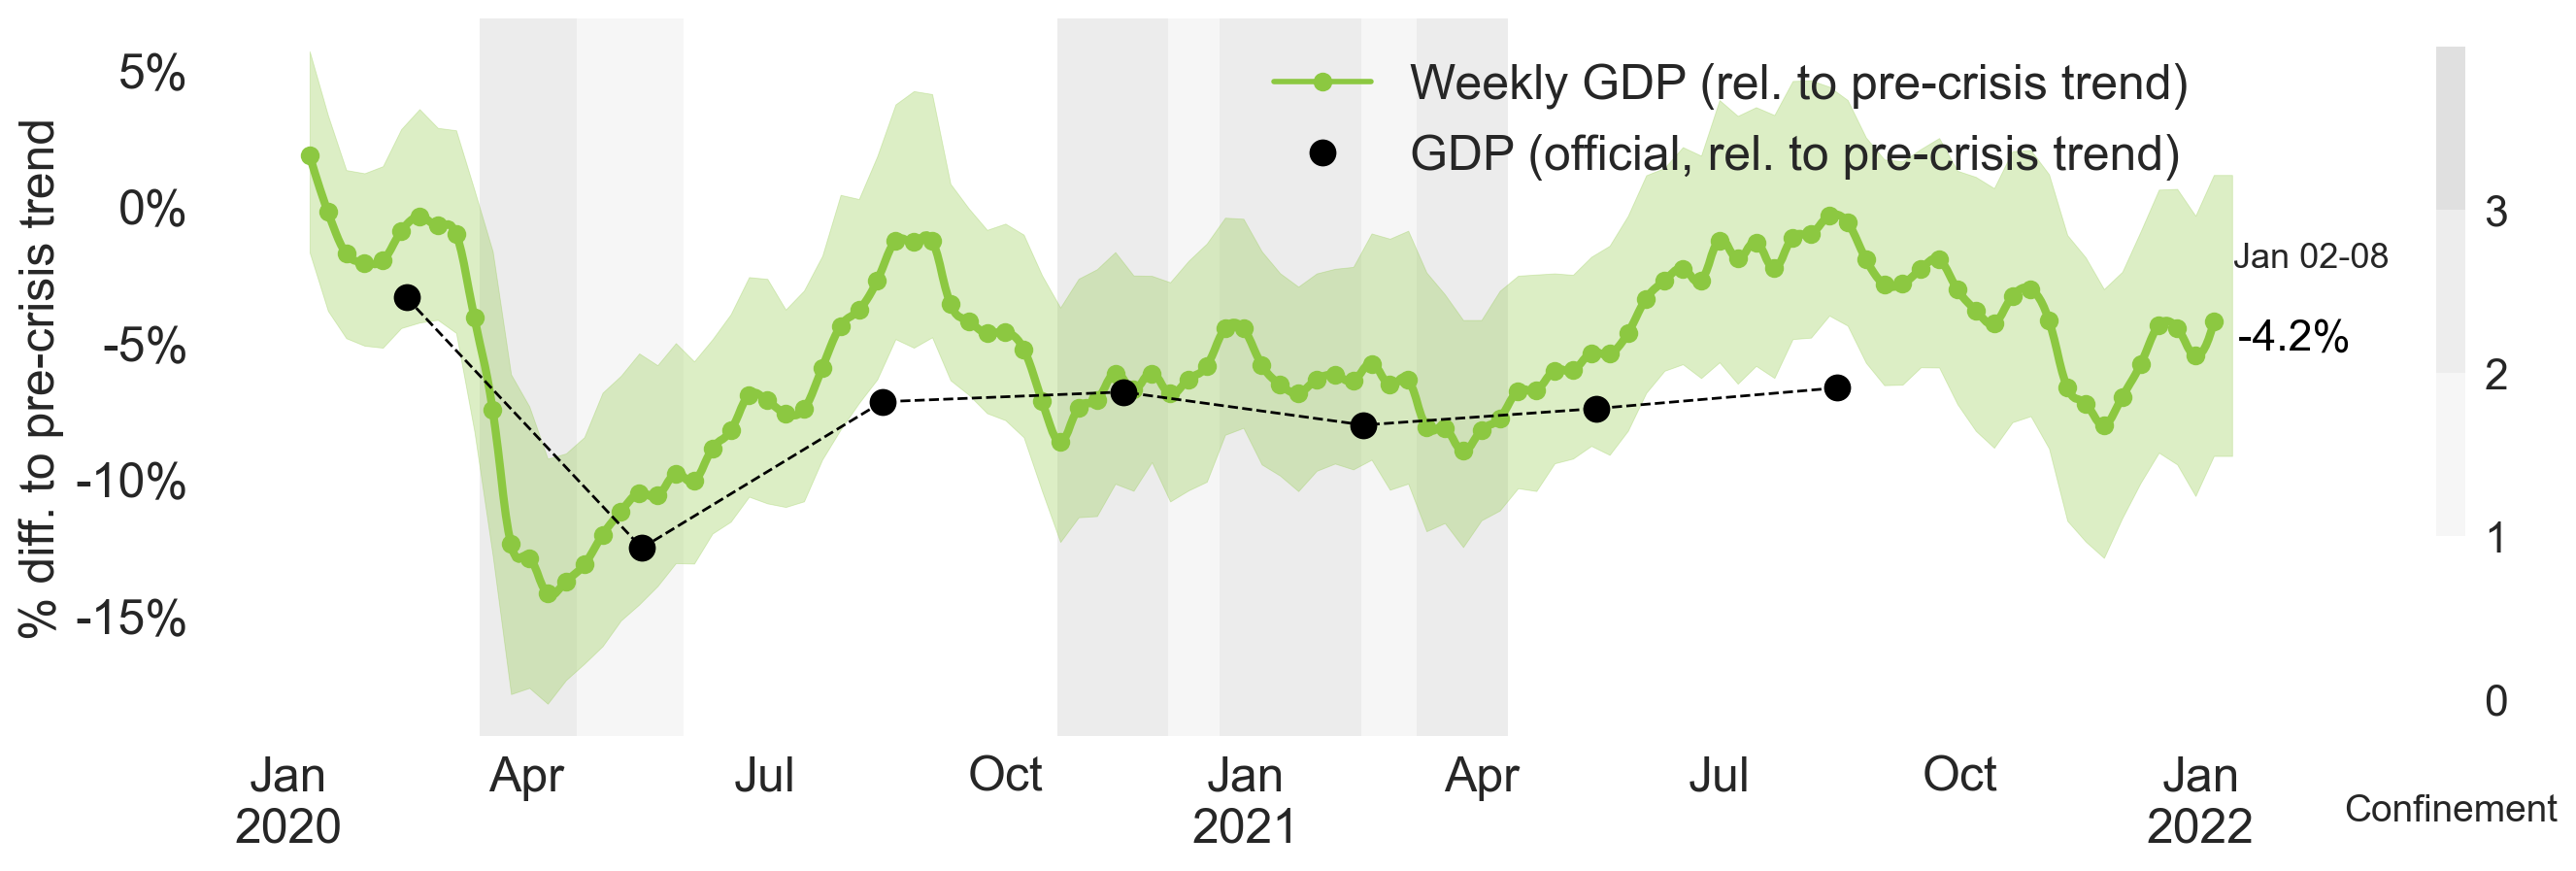 % diff. to pre-crisis trend
5%
0%
-5%
-10%
-15%
Weekly GDP (rel. to pre-crisis trend)
GDP (official, rel. to pre-crisis trend)
Jan 02-08
-4.2%
3
2
1
0
Jan Apr Jul Oct Jan Apr Jul Oct Jan
2020 2021 2022
Confinement